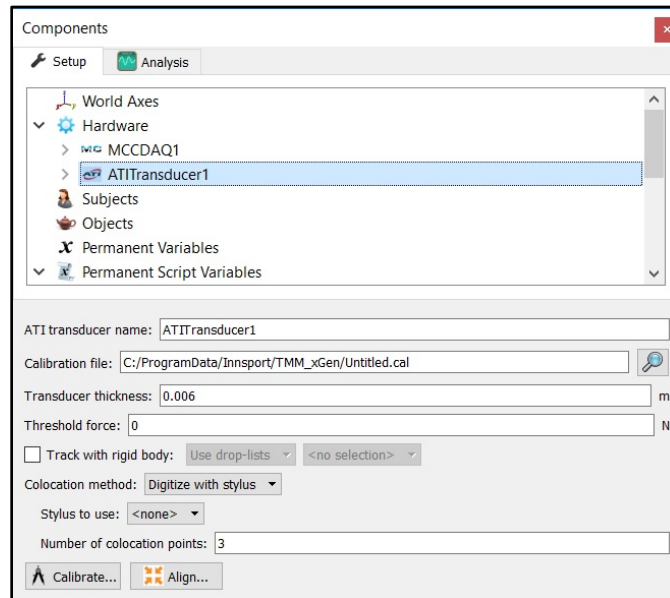 Components
Setup Analysis
World Axes
Hardware
MC MCCDAQ1
ATITransducer1
Subjects
Objects
X Permanent Variables
Permanent Script Variables
ATI transducer name: ATITransducer1
Calibration file: C:/ProgramData/Innsport/TMM_xGen/Untitled.cal
Transducer thickness: 0.006 m
Threshold force: 0 N
Track with rigid body: Use drop-lists <no selection>
Colocation method: Digitize with stylus
Stylus to use: <none>
Number of colocation points: 3
Calibrate... Align...